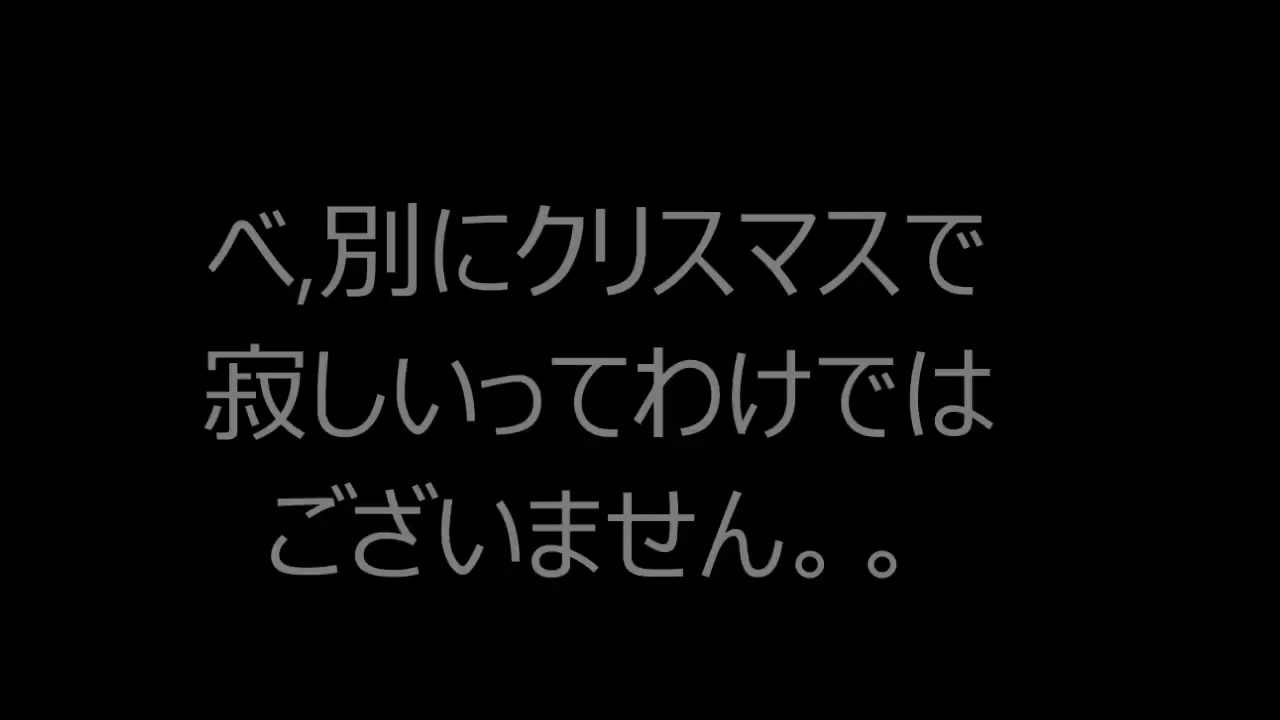 べ,別にクリスマスで
寂しいってわけでは
ございません。。